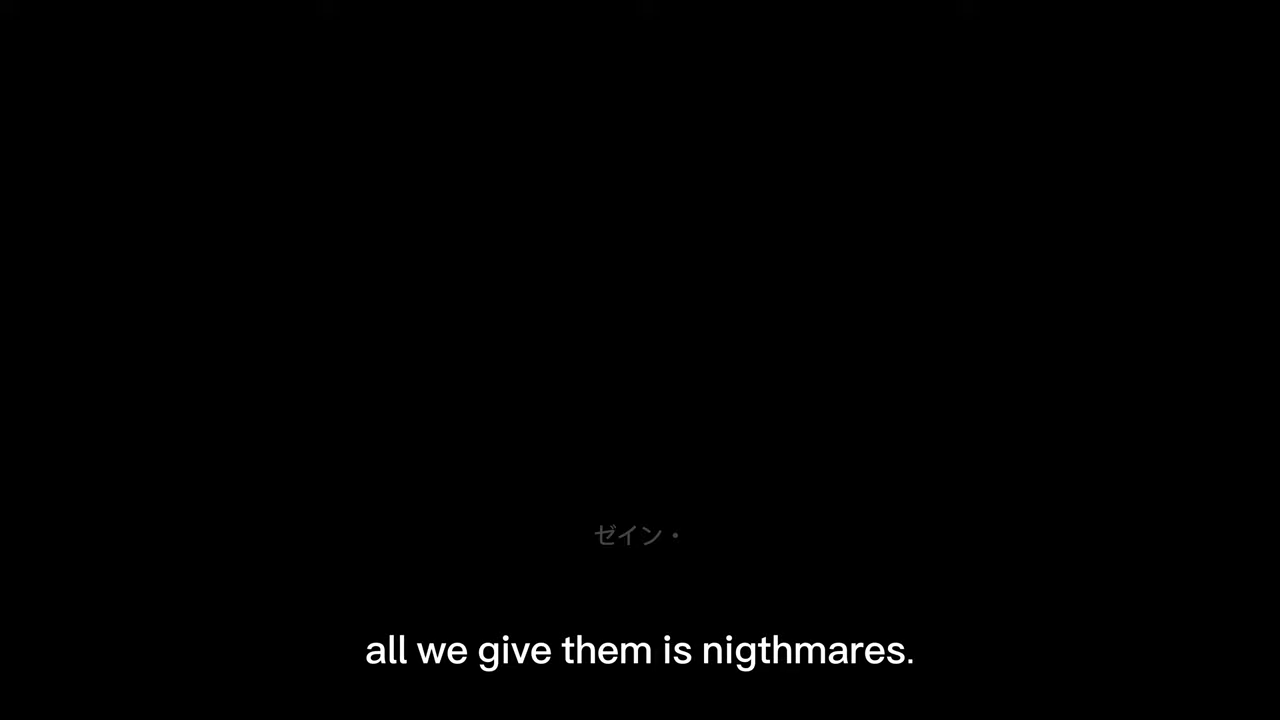 ゼイン・
all we give them is nigthmares.